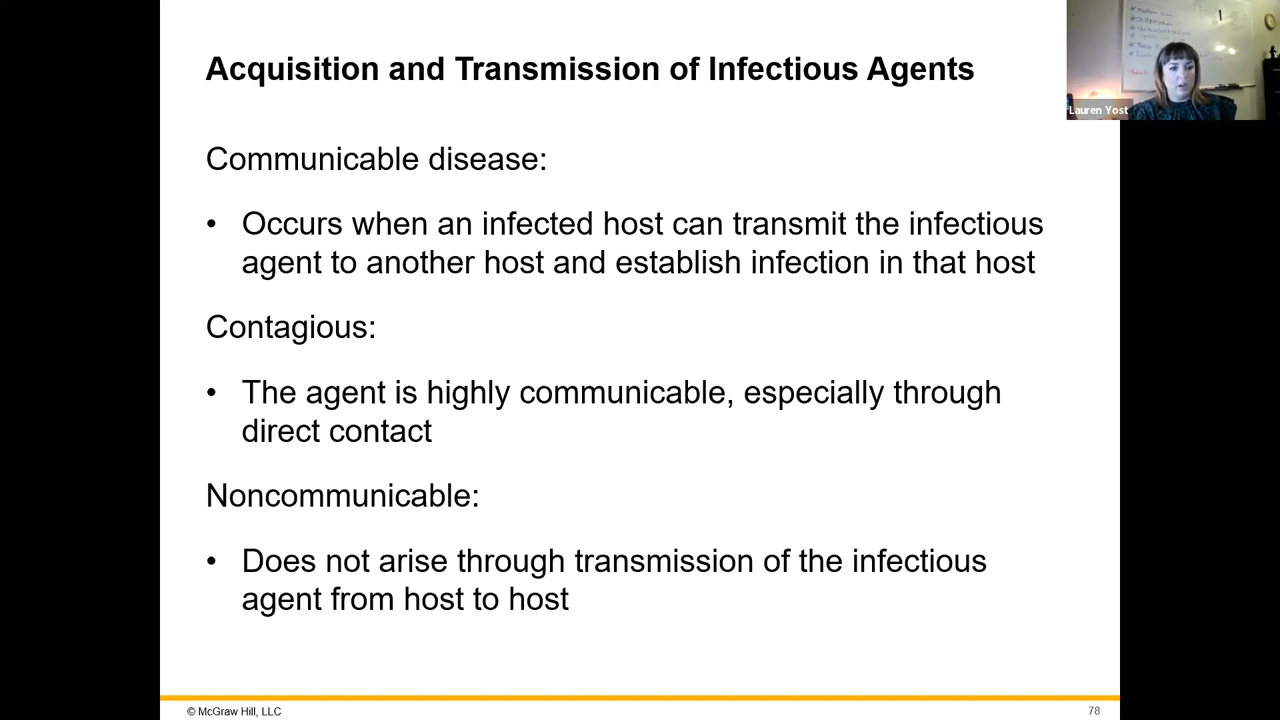 Acquisition and Transmission of Infectious Agents
Lauren Yost
Communicable disease:
• Occurs when an infected host can transmit the infectious
agent to another host and establish infection in that host
Contagious:
• The agent is highly communicable, especially through
direct contact
Noncommunicable:
• Does not arise through transmission of the infectious
agent from host to host
© McGraw Hill, LLC
78